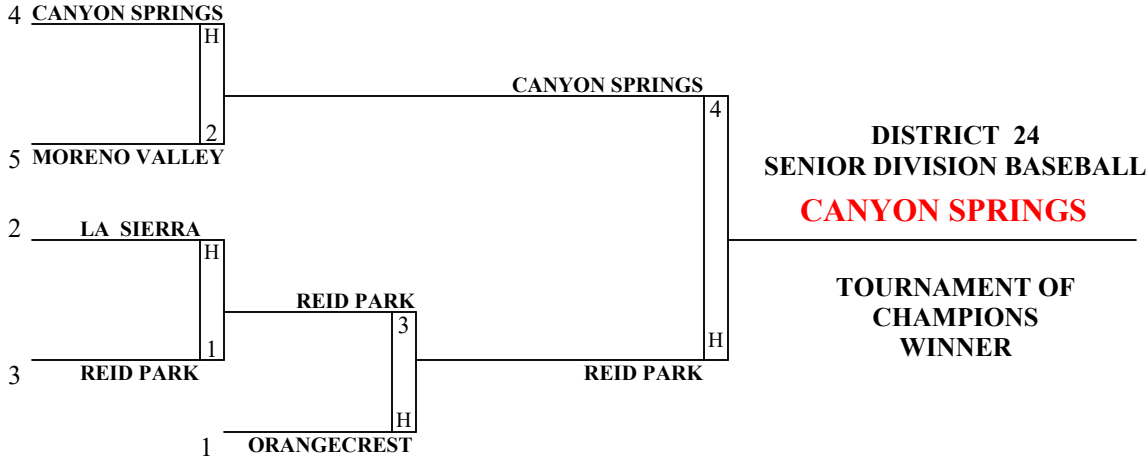 4 CANYON SPRINGS
H
CANYON SPRINGS
4
2
5 MORENO VALLEY
DISTRICT 24
SENIOR DIVISION BASEBALL
CANYON SPRINGS
2 LA SIERRA
H
REID PARK
3
TOURNAMENT OF
CHAMPIONS
WINNER
1
H
3 REID PARK
REID PARK
H
1 ORANGECREST